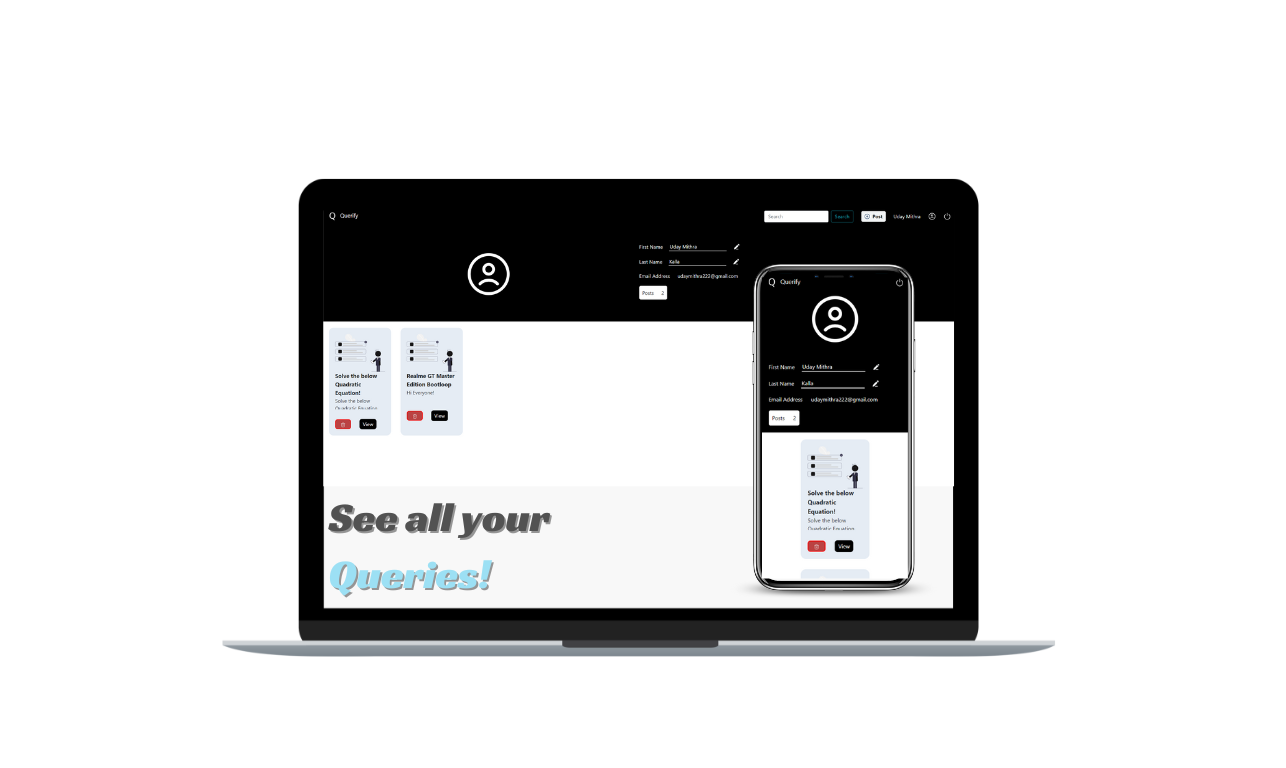 Querify
Search
Search
Post
Uday Mithra
First Name Uday Mithra
Last Name Kalla
Email Address udaymithra222@gmail.com
Posts 2
Solve the below
Quadratic
Equation!
Solve the below
Quadratic Equation
View
Realme GT Master
Edition Bootloop
Hi Everyone!
View
See all your
Queries!
Querify
First Name Uday Mithra
Last Name Kalla
Email Address udaymithra222@gmail.com
Posts 2
Solve the below
Quadratic
Equation!
Solve the below
Quadratic Equation
View